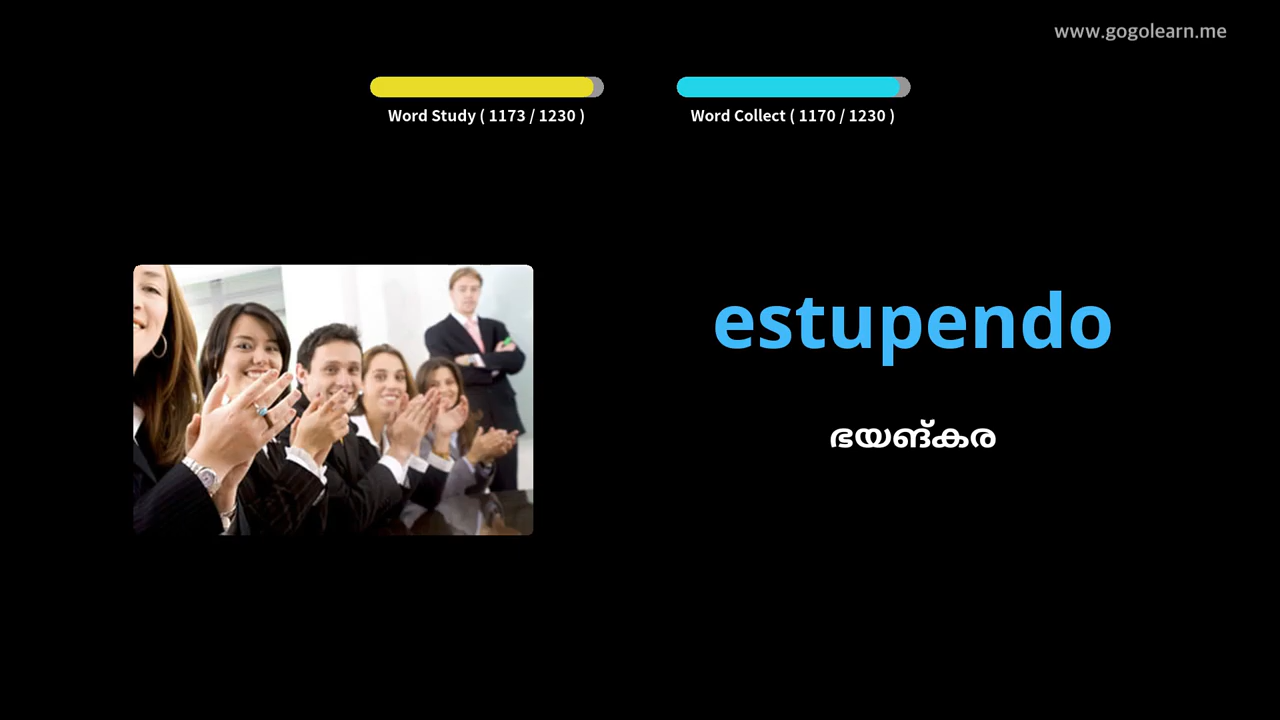 www.gogolearn.me
Word Study ( 1173 / 1230 )
Word Collect ( 1170 / 1230 )
estupendo
ഭയങ്കര